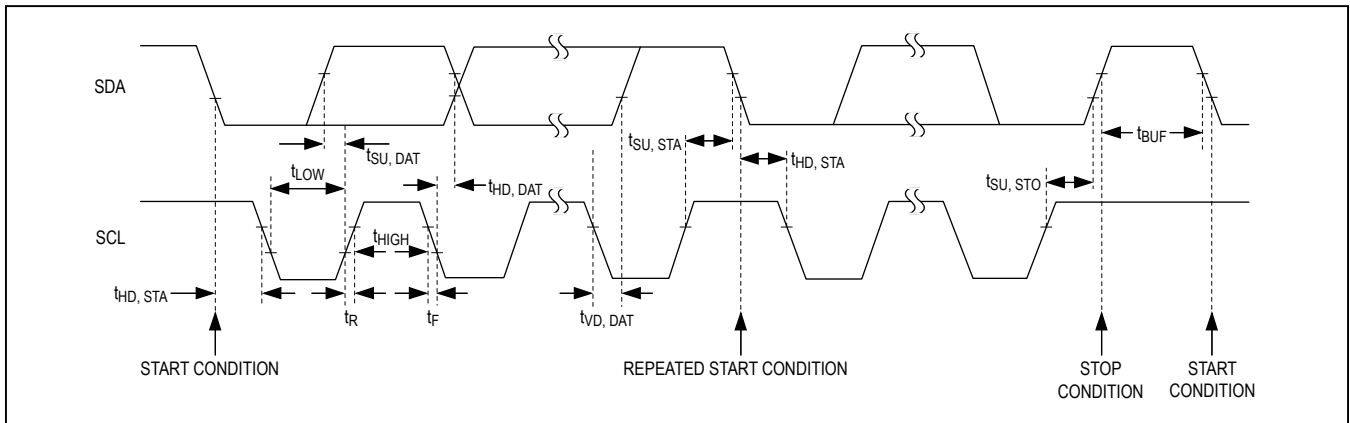 SDA
tSU, DAT
tLOW
tHD, DAT
tSU, STA
tHD, STA
tBUF
tSU, STO
SCL
tHIGH
tHD, STA
tR
tF
tVD, DAT
START CONDITION
REPEATED START CONDITION
STOP
CONDITION
START
CONDITION